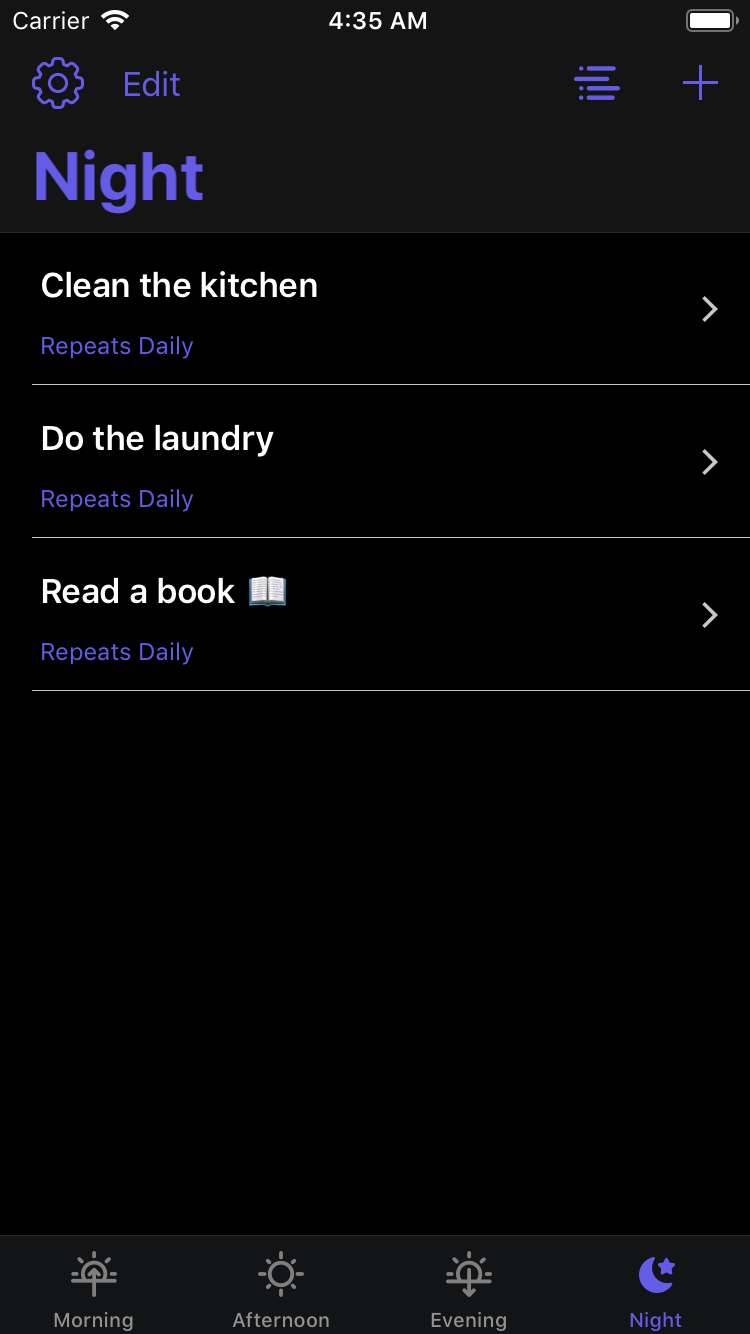 Carrier 4:35 AM
Edit
Night
Clean the kitchen
Repeats Daily
Do the laundry
Repeats Daily
Read a book 📖
Repeats Daily
Morning Afternoon Evening Night